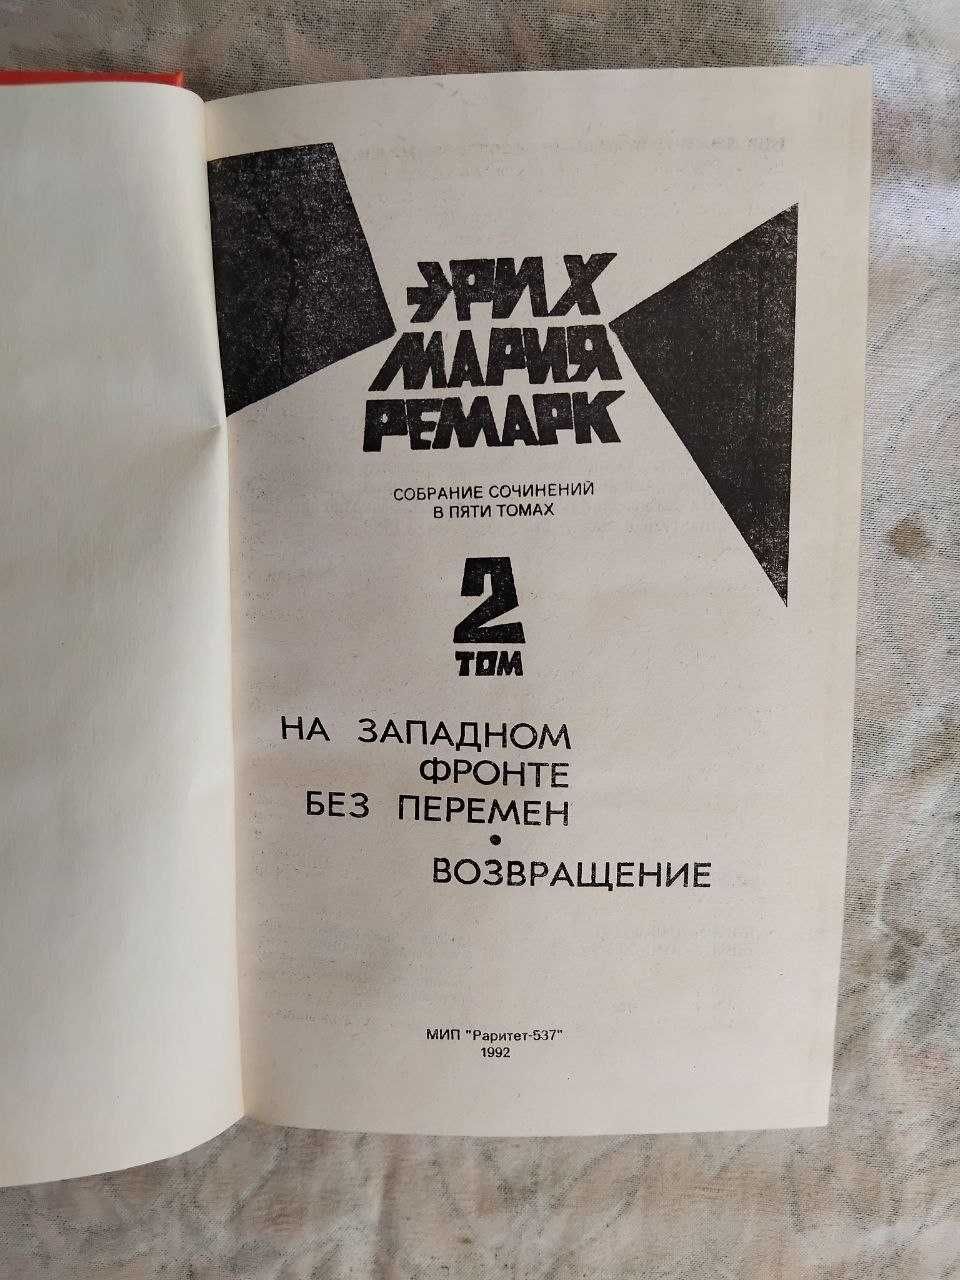 ЭРИХ
МАРИЯ
РЕМАРК
СОБРАНИЕ СОЧИНЕНИЙ
В ПЯТИ ТОМАХ
2
ТОМ
НА ЗАПАДНОМ
ФРОНТЕ
БЕЗ ПЕРЕМЕН
•
ВОЗВРАЩЕНИЕ
МИП "Раритет-537"
1992